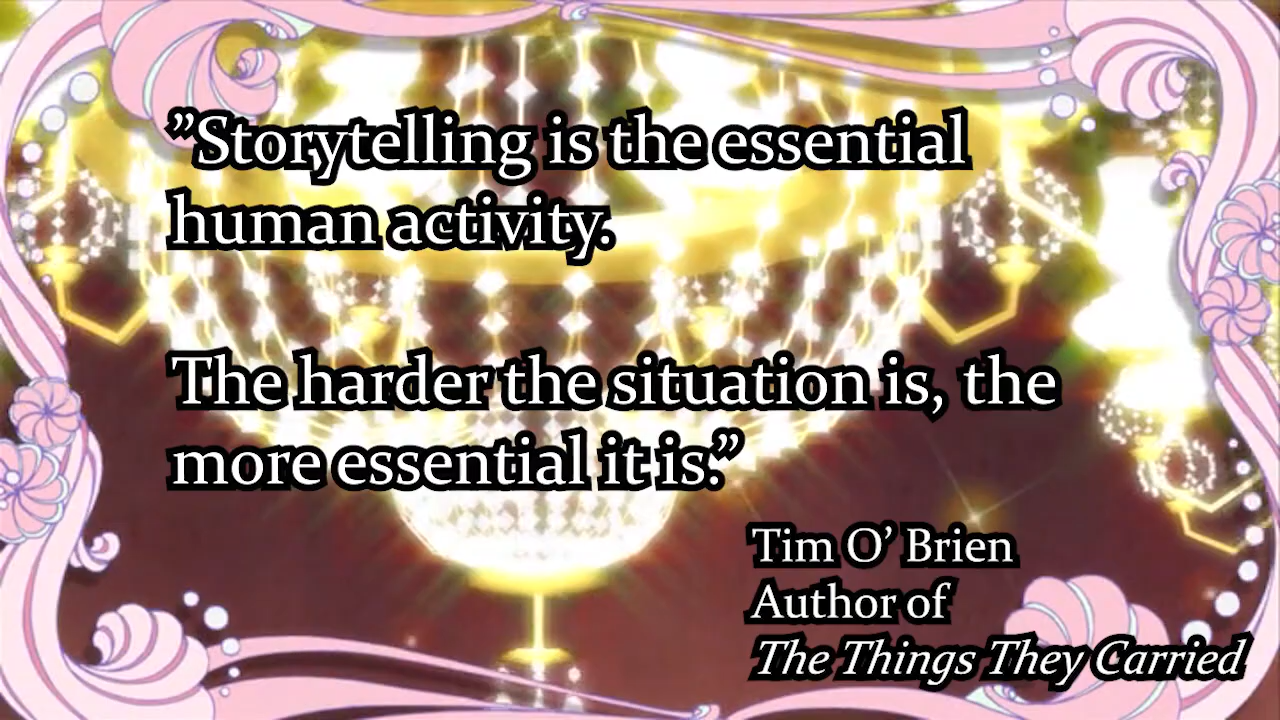 ”Storytelling is the essential
human activity.
The harder the situation is, the
more essential it is.”
Tim O’ Brien
Author of
The Things They Carried